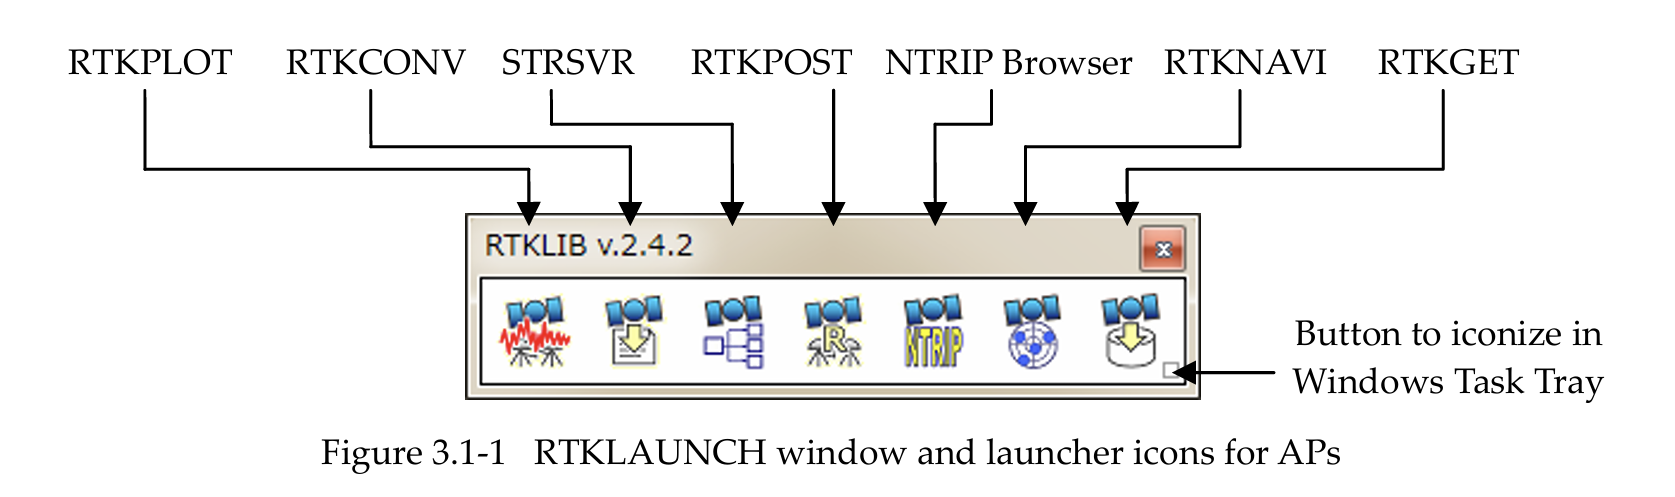 RTKPLOT RTKCONV STRSVR RTKPOST NTRIP Browser RTKNAVI RTKGET
RTKLIB v.2.4.2
R
NTRIP
Button to iconize in
Windows Task Tray
Figure 3.1-1 RTKLAUNCH window and launcher icons for APs